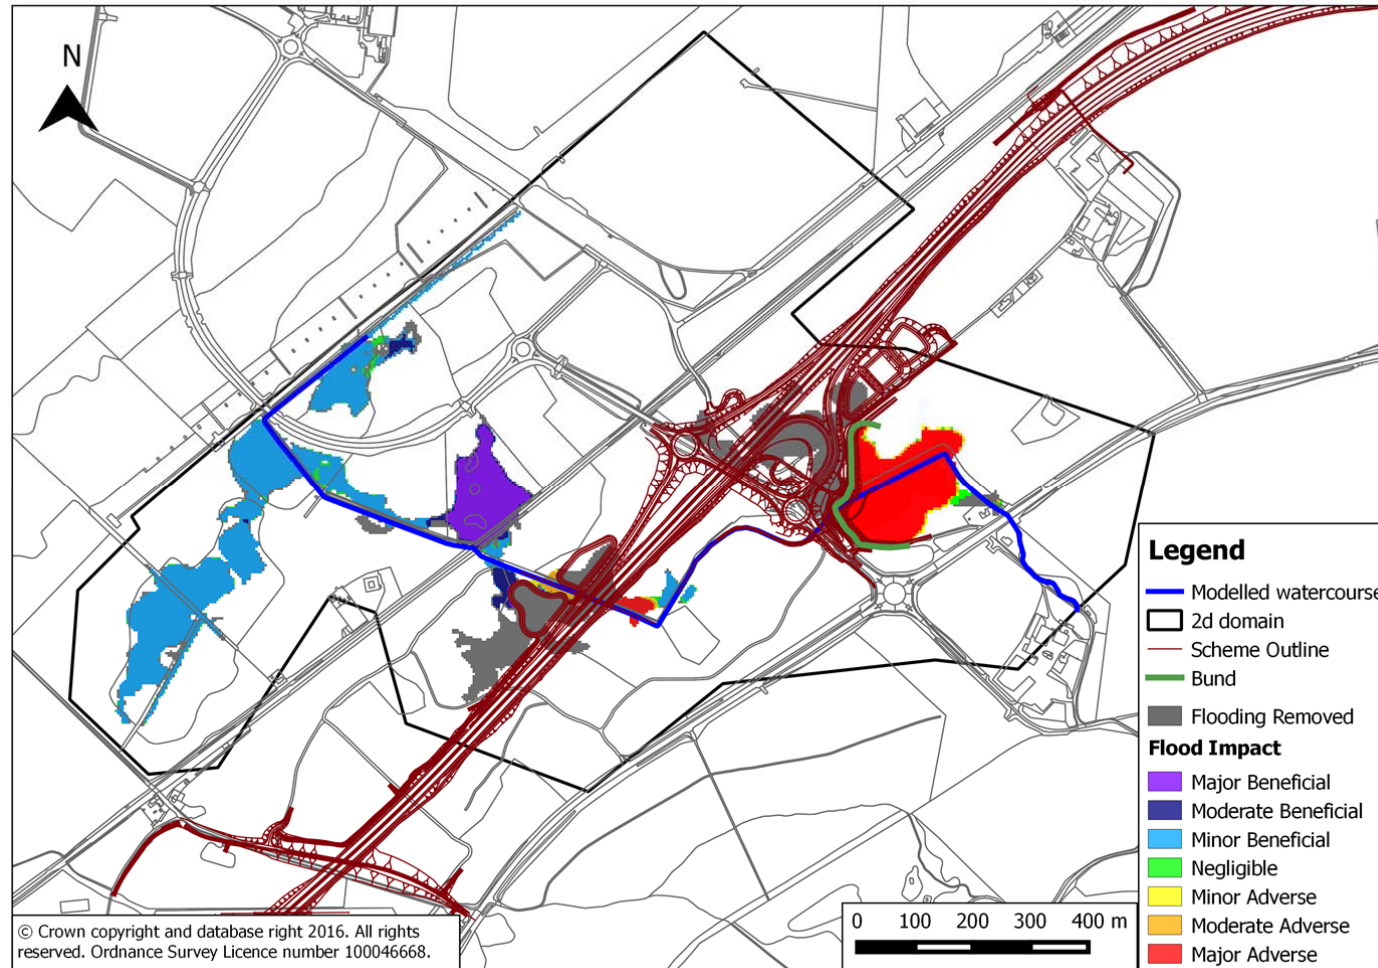 N
Legend
Modelled watercourse
2d domain
Scheme Outline
Bund
Flooding Removed
Flood Impact
Major Beneficial
Moderate Beneficial
Minor Beneficial
Negligible
Minor Adverse
Moderate Adverse
Major Adverse
0 100 200 300 400 m
© Crown copyright and database right 2016. All rights
reserved. Ordnance Survey Licence number 100046668.